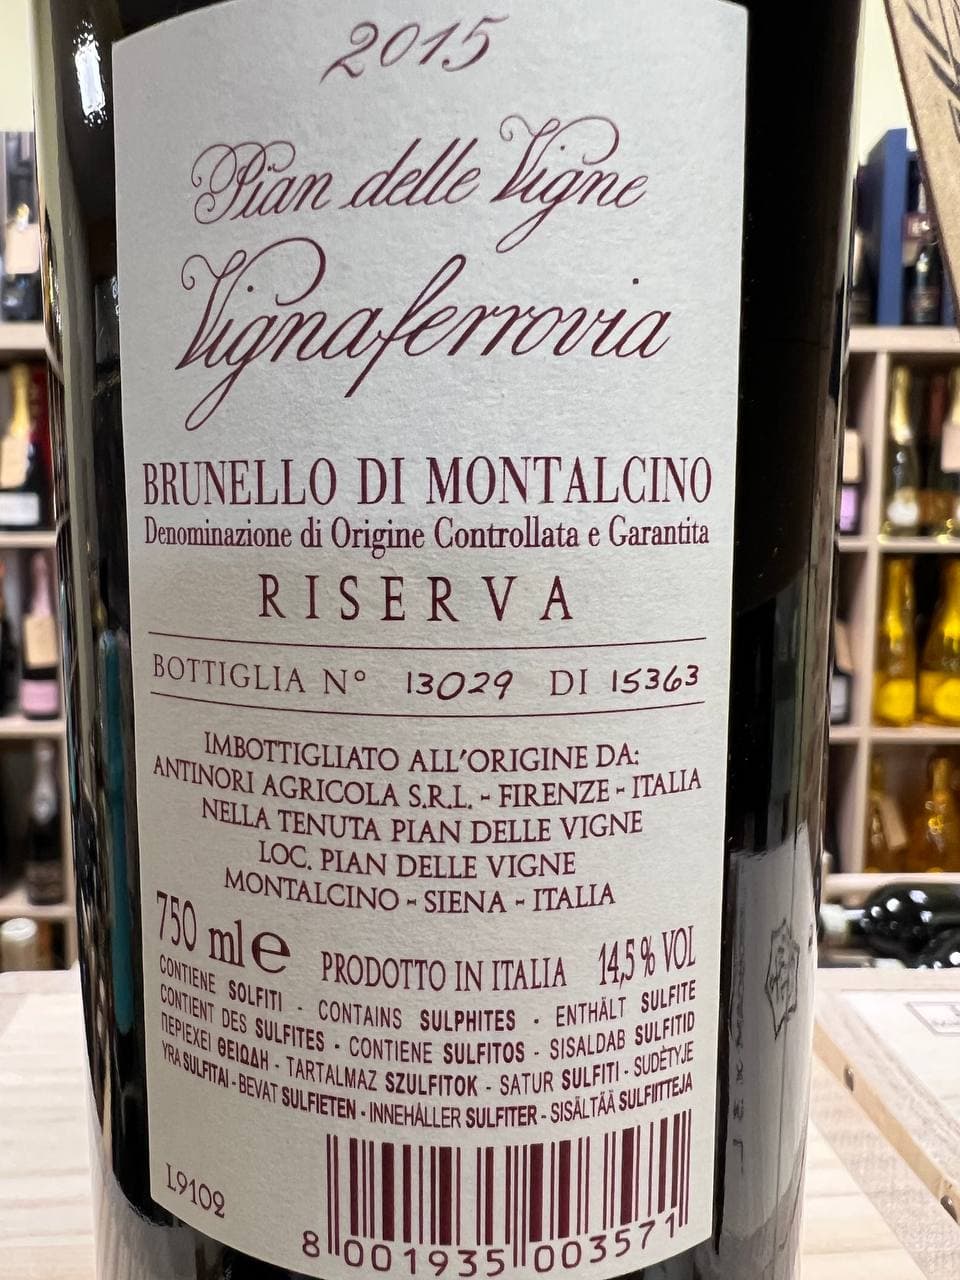 2015
Pian delle Vigne
Vignaferrovia
BRUNELLO DI MONTALCINO
Denominazione di Origine Controllata e Garantita
RISERVA
BOTTIGLIA N° 13029 DI 15363
IMBOTTIGLIATO ALL'ORIGINE DA:
ANTINORI AGRICOLA S.R.L. - FIRENZE - ITALIA
NELLA TENUTA PIAN DELLE VIGNE
LOC. PIAN DELLE VIGNE
MONTALCINO - SIENA - ITALIA
750 ml e PRODOTTO IN ITALIA 14,5% VOL
CONTIENE SOLFITI - CONTAINS SULPHITES - ENTHÄLT SULFITE
CONTIENT DES SULFITES - CONTIENE SULFITOS - SISALDAB SULFITID
ΠΕΡΙΕΧΕΙ ΘΕΙΩΔΗ - TARTALMAZ SZULFITOK - SATUR SULFITI - SUDĖTYJE
YRA SULFITAI - BEVAT SULFIETEN - INNEHÅLLER SULFITER - SISÄLTÄÄ SULFIITTEJA
L9102
8 001935 003571